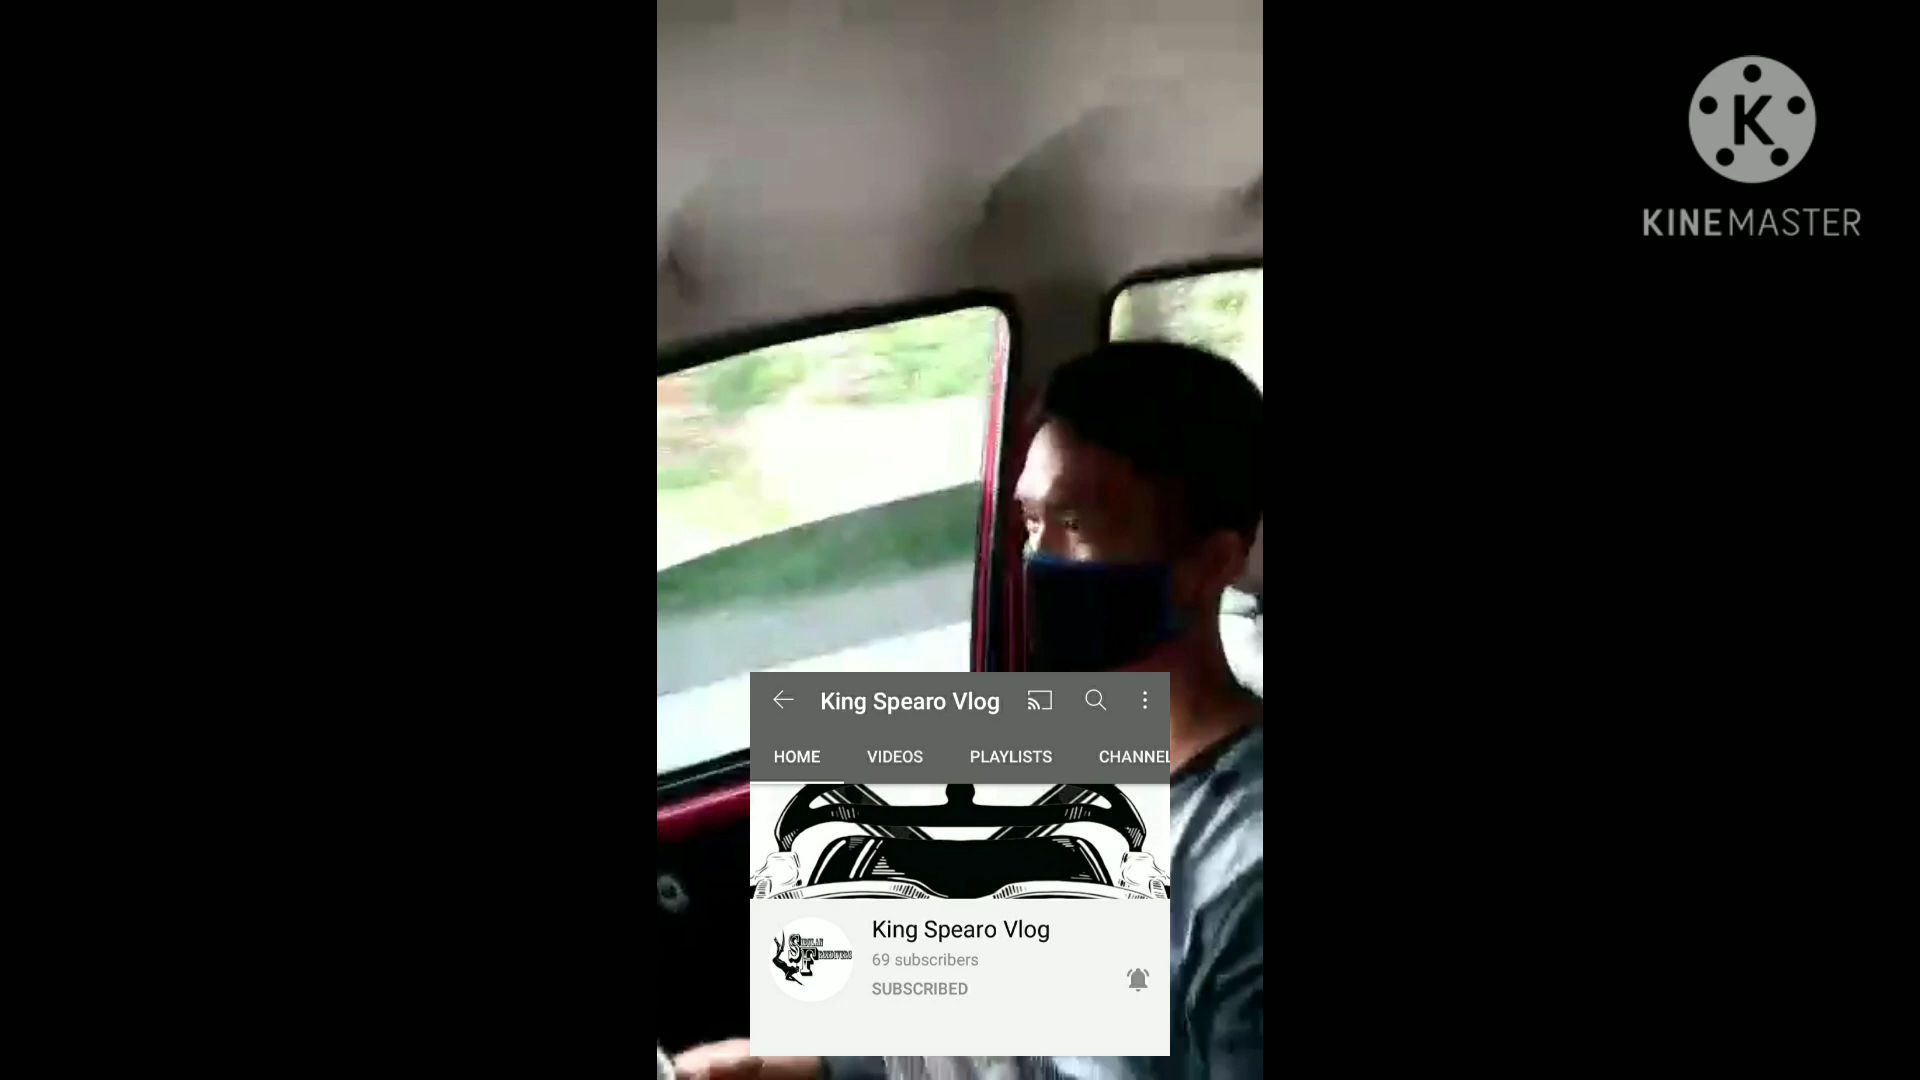 K
KINEMASTER
King Spearo Vlog
HOME VIDEOS PLAYLISTS CHANNEL
King Spearo Vlog
69 subscribers
SUBSCRIBED